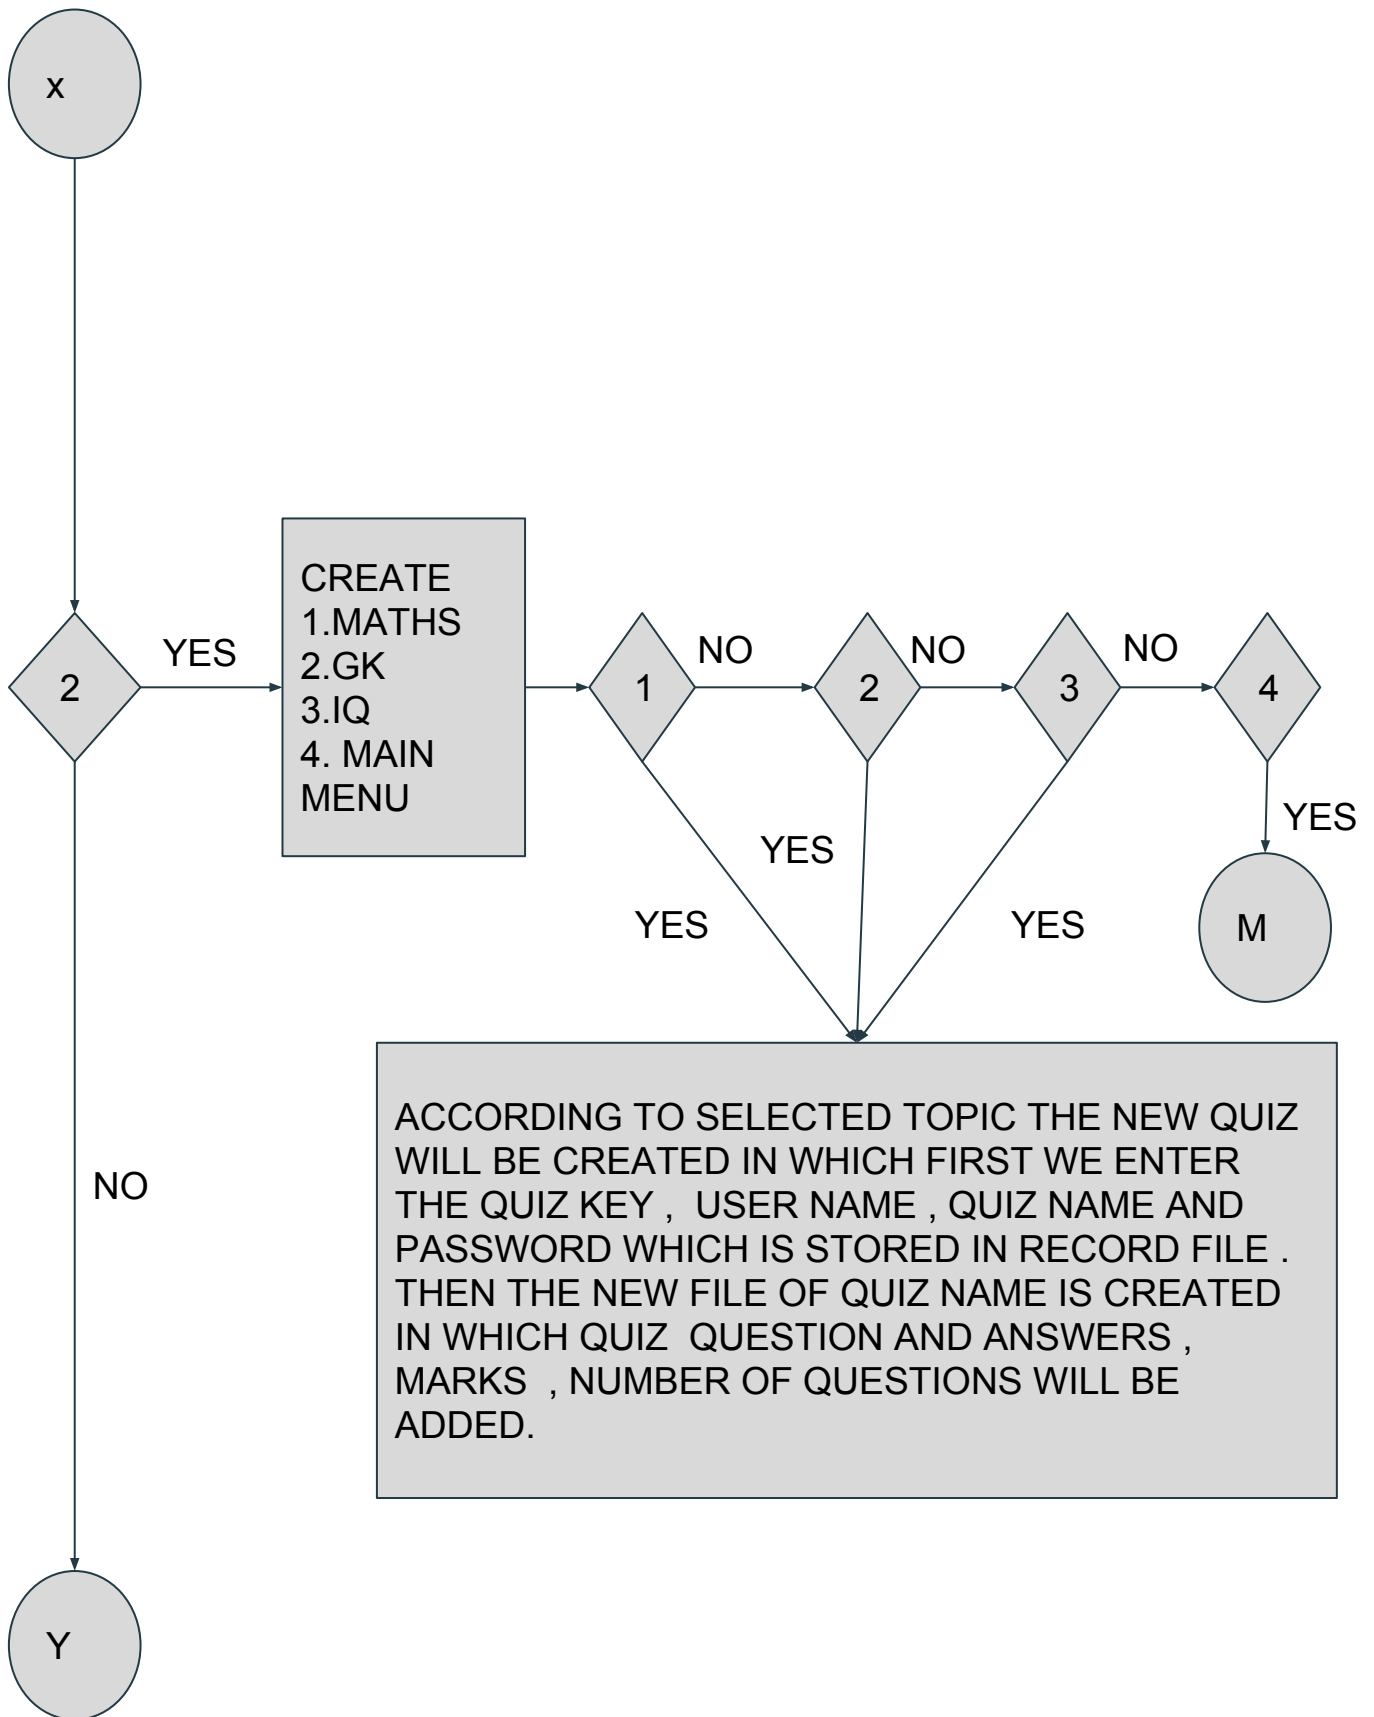 x
2
YES
CREATE
1.MATHS
2.GK
3.IQ
4. MAIN
MENU
1
NO
2
NO
3
NO
4
YES
YES
YES
YES
M
ACCORDING TO SELECTED TOPIC THE NEW QUIZ
WILL BE CREATED IN WHICH FIRST WE ENTER
THE QUIZ KEY ,  USER NAME , QUIZ NAME AND
PASSWORD WHICH IS STORED IN RECORD FILE .
THEN THE NEW FILE OF QUIZ NAME IS CREATED
IN WHICH QUIZ  QUESTION AND ANSWERS ,
MARKS  , NUMBER OF QUESTIONS WILL BE
ADDED.
NO
Y